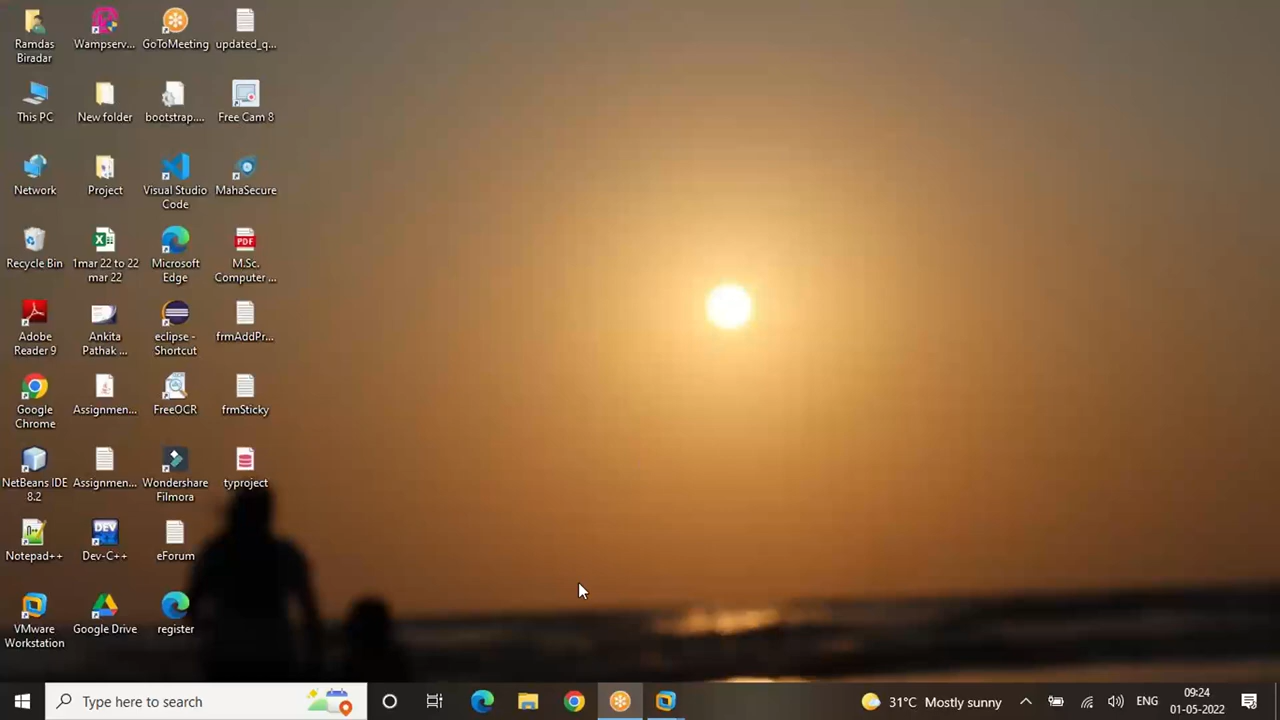 Ramdas
Biradar
Wampserv...
GoToMeeting
updated_q...
This PC
New folder
bootstrap....
Free Cam 8
Network
Project
Visual Studio
Code
MahaSecure
Recycle Bin
1mar 22 to 22
mar 22
Microsoft
Edge
PDF
M.Sc.
Computer ...
Adobe
Reader 9
Ankita
Pathak ...
eclipse -
Shortcut
frmAddPr...
Google
Chrome
Assignmen...
FreeOCR
frmSticky
NetBeans IDE
8.2
Assignmen...
Wondershare
Filmora
typroject
Notepad++
DEV
Dev-C++
eForum
VMware
Workstation
Google Drive
register
Type here to search
31°C Mostly sunny
ENG
09:24
01-05-2022